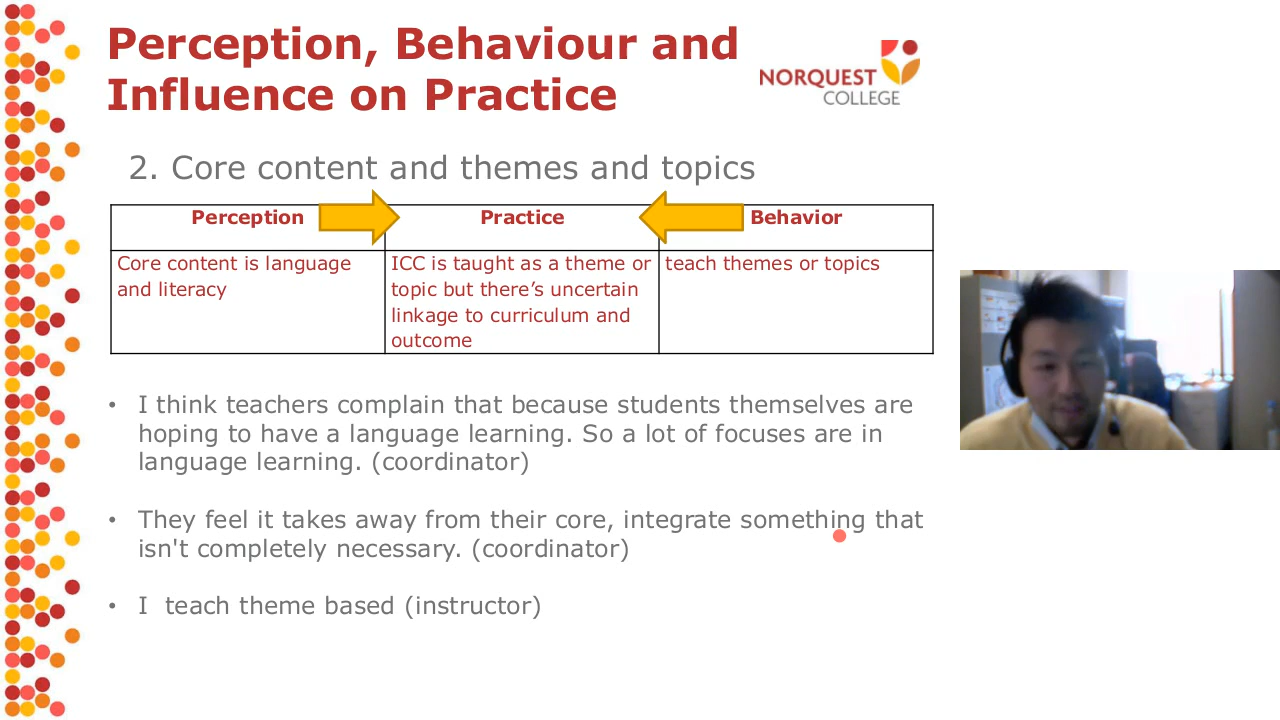 Perception, Behaviour and
Influence on Practice
NORQUEST
COLLEGE
2. Core content and themes and topics
Perception
Practice
Behavior
Core content is language
and literacy
ICC is taught as a theme or
topic but there’s uncertain
linkage to curriculum and
outcome
teach themes or topics
• I think teachers complain that because students themselves are
hoping to have a language learning. So a lot of focuses are in
language learning. (coordinator)
• They feel it takes away from their core, integrate something that
isn't completely necessary. (coordinator)
• I  teach theme based (instructor)